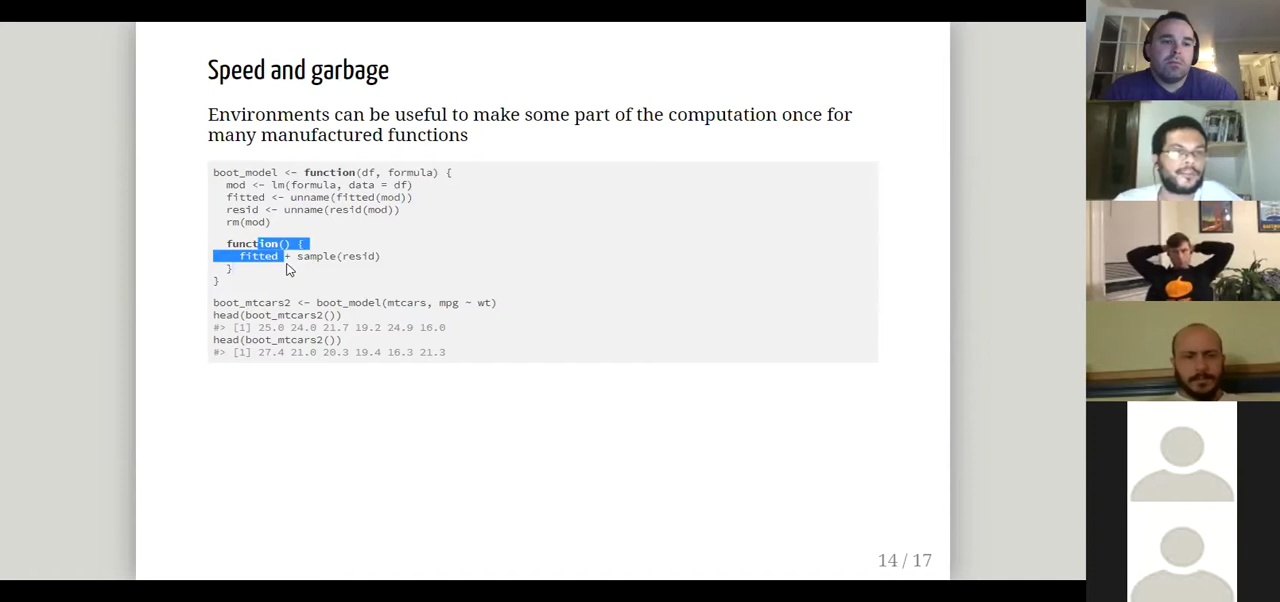 Speed and garbage
Environments can be useful to make some part of the computation once for
many manufactured functions
boot_model <- function(df, formula) {
mod <- lm(formula, data = df)
fitted <- unname(fitted(mod))
resid <- unname(resid(mod))
rm(mod)
function() {
fitted + sample(resid)
}
}
boot_mtcars2 <- boot_model(mtcars, mpg ~ wt)
head(boot_mtcars2())
#> [1] 25.0 24.0 21.7 19.2 24.9 16.0
head(boot_mtcars2())
#> [1] 27.4 21.0 20.3 19.4 16.3 21.3
14 / 17